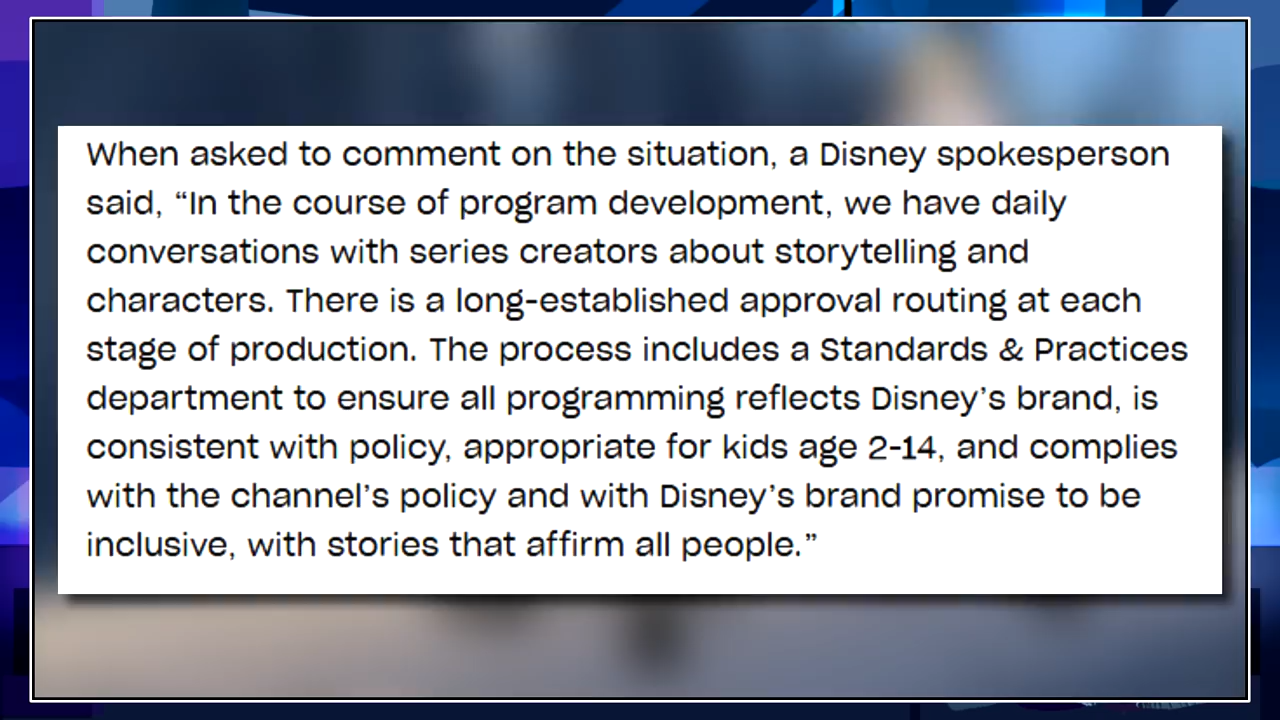 When asked to comment on the situation, a Disney spokesperson
said, “In the course of program development, we have daily
conversations with series creators about storytelling and
characters. There is a long-established approval routing at each
stage of production. The process includes a Standards & Practices
department to ensure all programming reflects Disney’s brand, is
consistent with policy, appropriate for kids age 2-14, and complies
with the channel’s policy and with Disney’s brand promise to be
inclusive, with stories that affirm all people.”